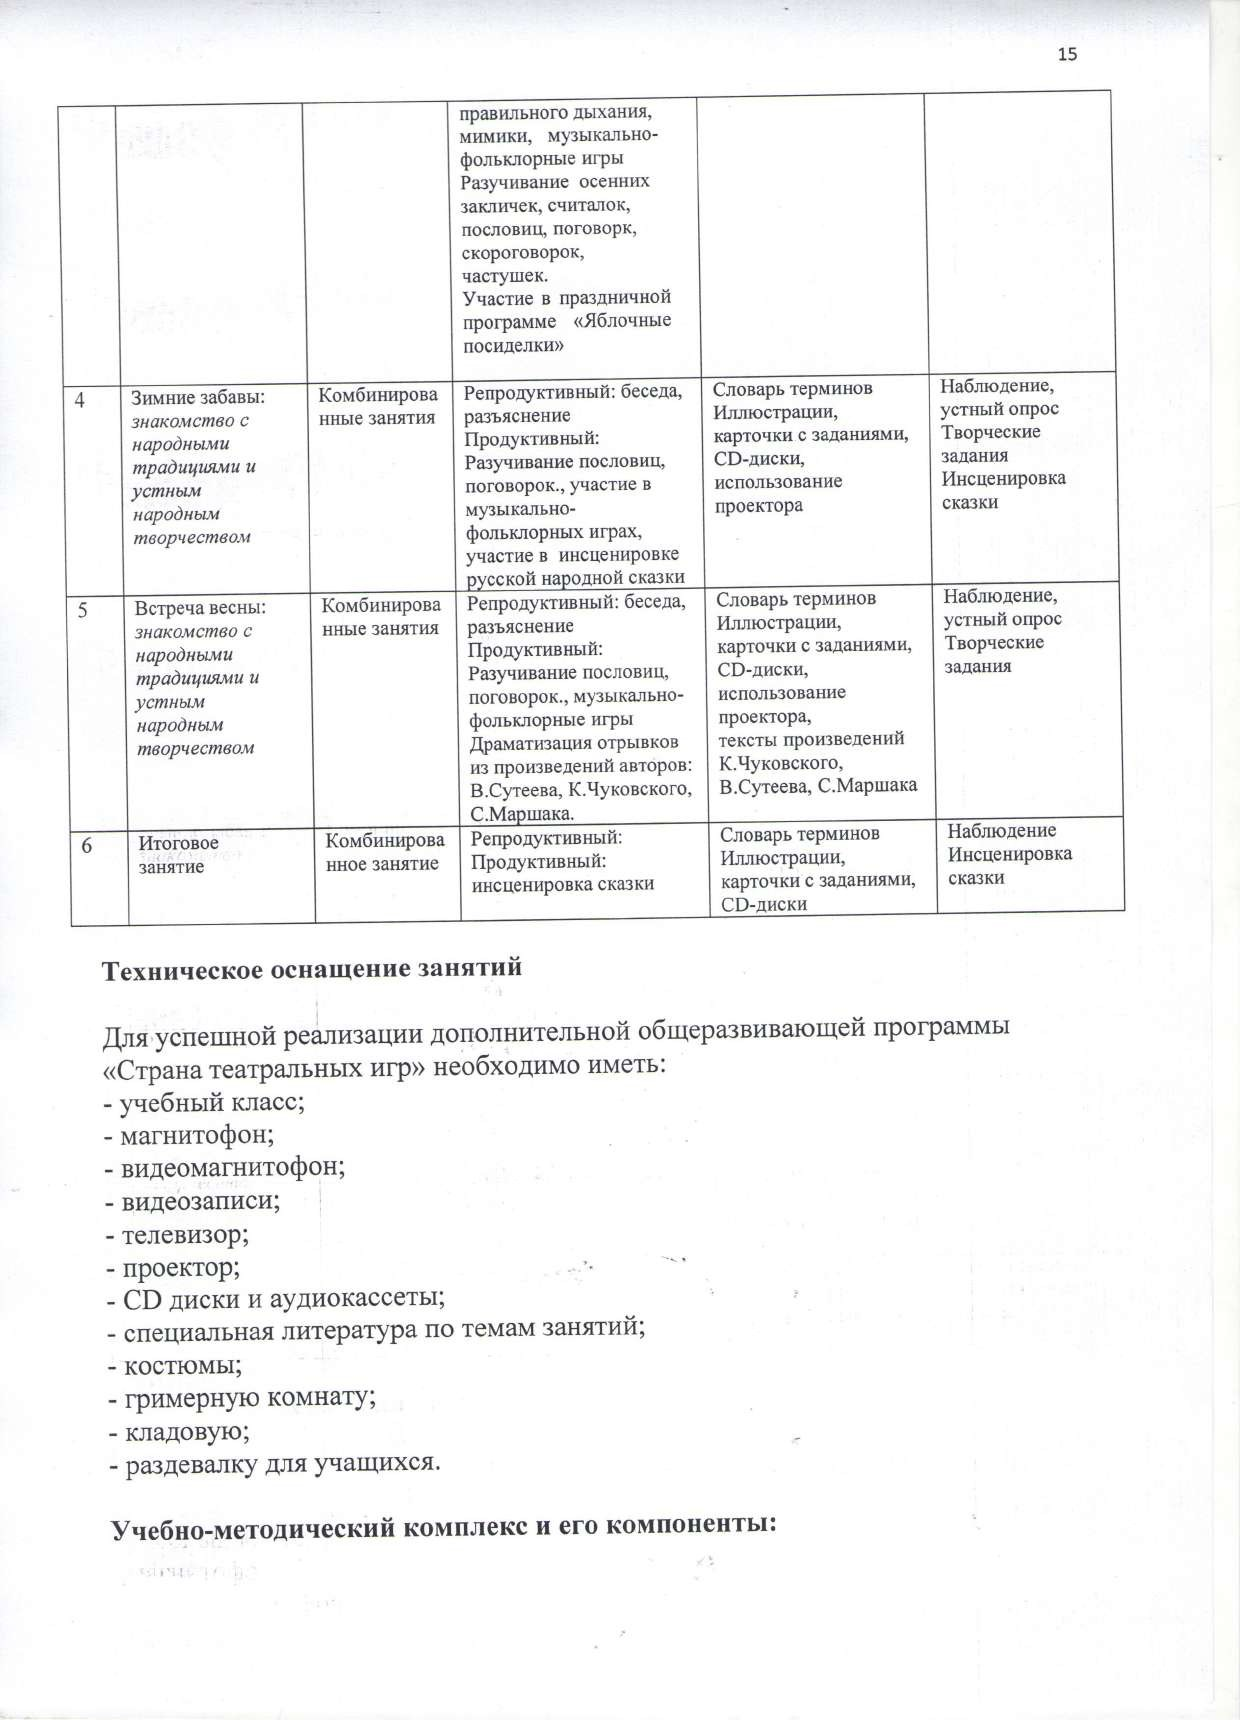 15
правильного дыхания,
мимики, музыкально-
фольклорные игры
Разучивание осенних
закличек, считалок,
пословиц, поговорк,
скороговорок,
частушек.
Участие в праздничной
программе «Яблочные
посиделки»
4
Зимние забавы:
знакомство с
народными
традициями и
устным
народным
творчеством
Комбинирова
нные занятия
Репродуктивный: беседа,
разъяснение
Продуктивный:
Разучивание пословиц,
поговорок., участие в
музыкально-
фольклорных играх,
участие в инсценировке
русской народной сказки
Словарь терминов
Иллюстрации,
карточки с заданиями,
CD-диски,
использование
проектора
Наблюдение,
устный опрос
Творческие
задания
Инсценировка
сказки
5
Встреча весны:
знакомство с
народными
традициями и
устным
народным
творчеством
Комбинирова
нные занятия
Репродуктивный: беседа,
разъяснение
Продуктивный:
Разучивание пословиц,
поговорок., музыкально-
фольклорные игры
Драматизация отрывков
из произведений авторов:
В.Сутеева, К.Чуковского,
С.Маршака.
Словарь терминов
Иллюстрации,
карточки с заданиями,
CD-диски,
использование
проектора,
тексты произведений
К.Чуковского,
В.Сутеева, С.Маршака
Наблюдение,
устный опрос
Творческие
задания
6
Итоговое
занятие
Комбинирова
нное занятие
Репродуктивный:
Продуктивный:
инсценировка сказки
Словарь терминов
Иллюстрации,
карточки с заданиями,
CD-диски
Наблюдение
Инсценировка
сказки
Техническое оснащение занятий
Для успешной реализации дополнительной общеразвивающей программы
«Страна театральных игр» необходимо иметь:
- учебный класс;
- магнитофон;
- видеомагнитофон;
- видеозаписи;
- телевизор;
- проектор;
- CD диски и аудиокассеты;
- специальная литература по темам занятий;
- костюмы;
- гримерную комнату;
- кладовую;
- раздевалку для учащихся.
Учебно-методический комплекс и его компоненты: